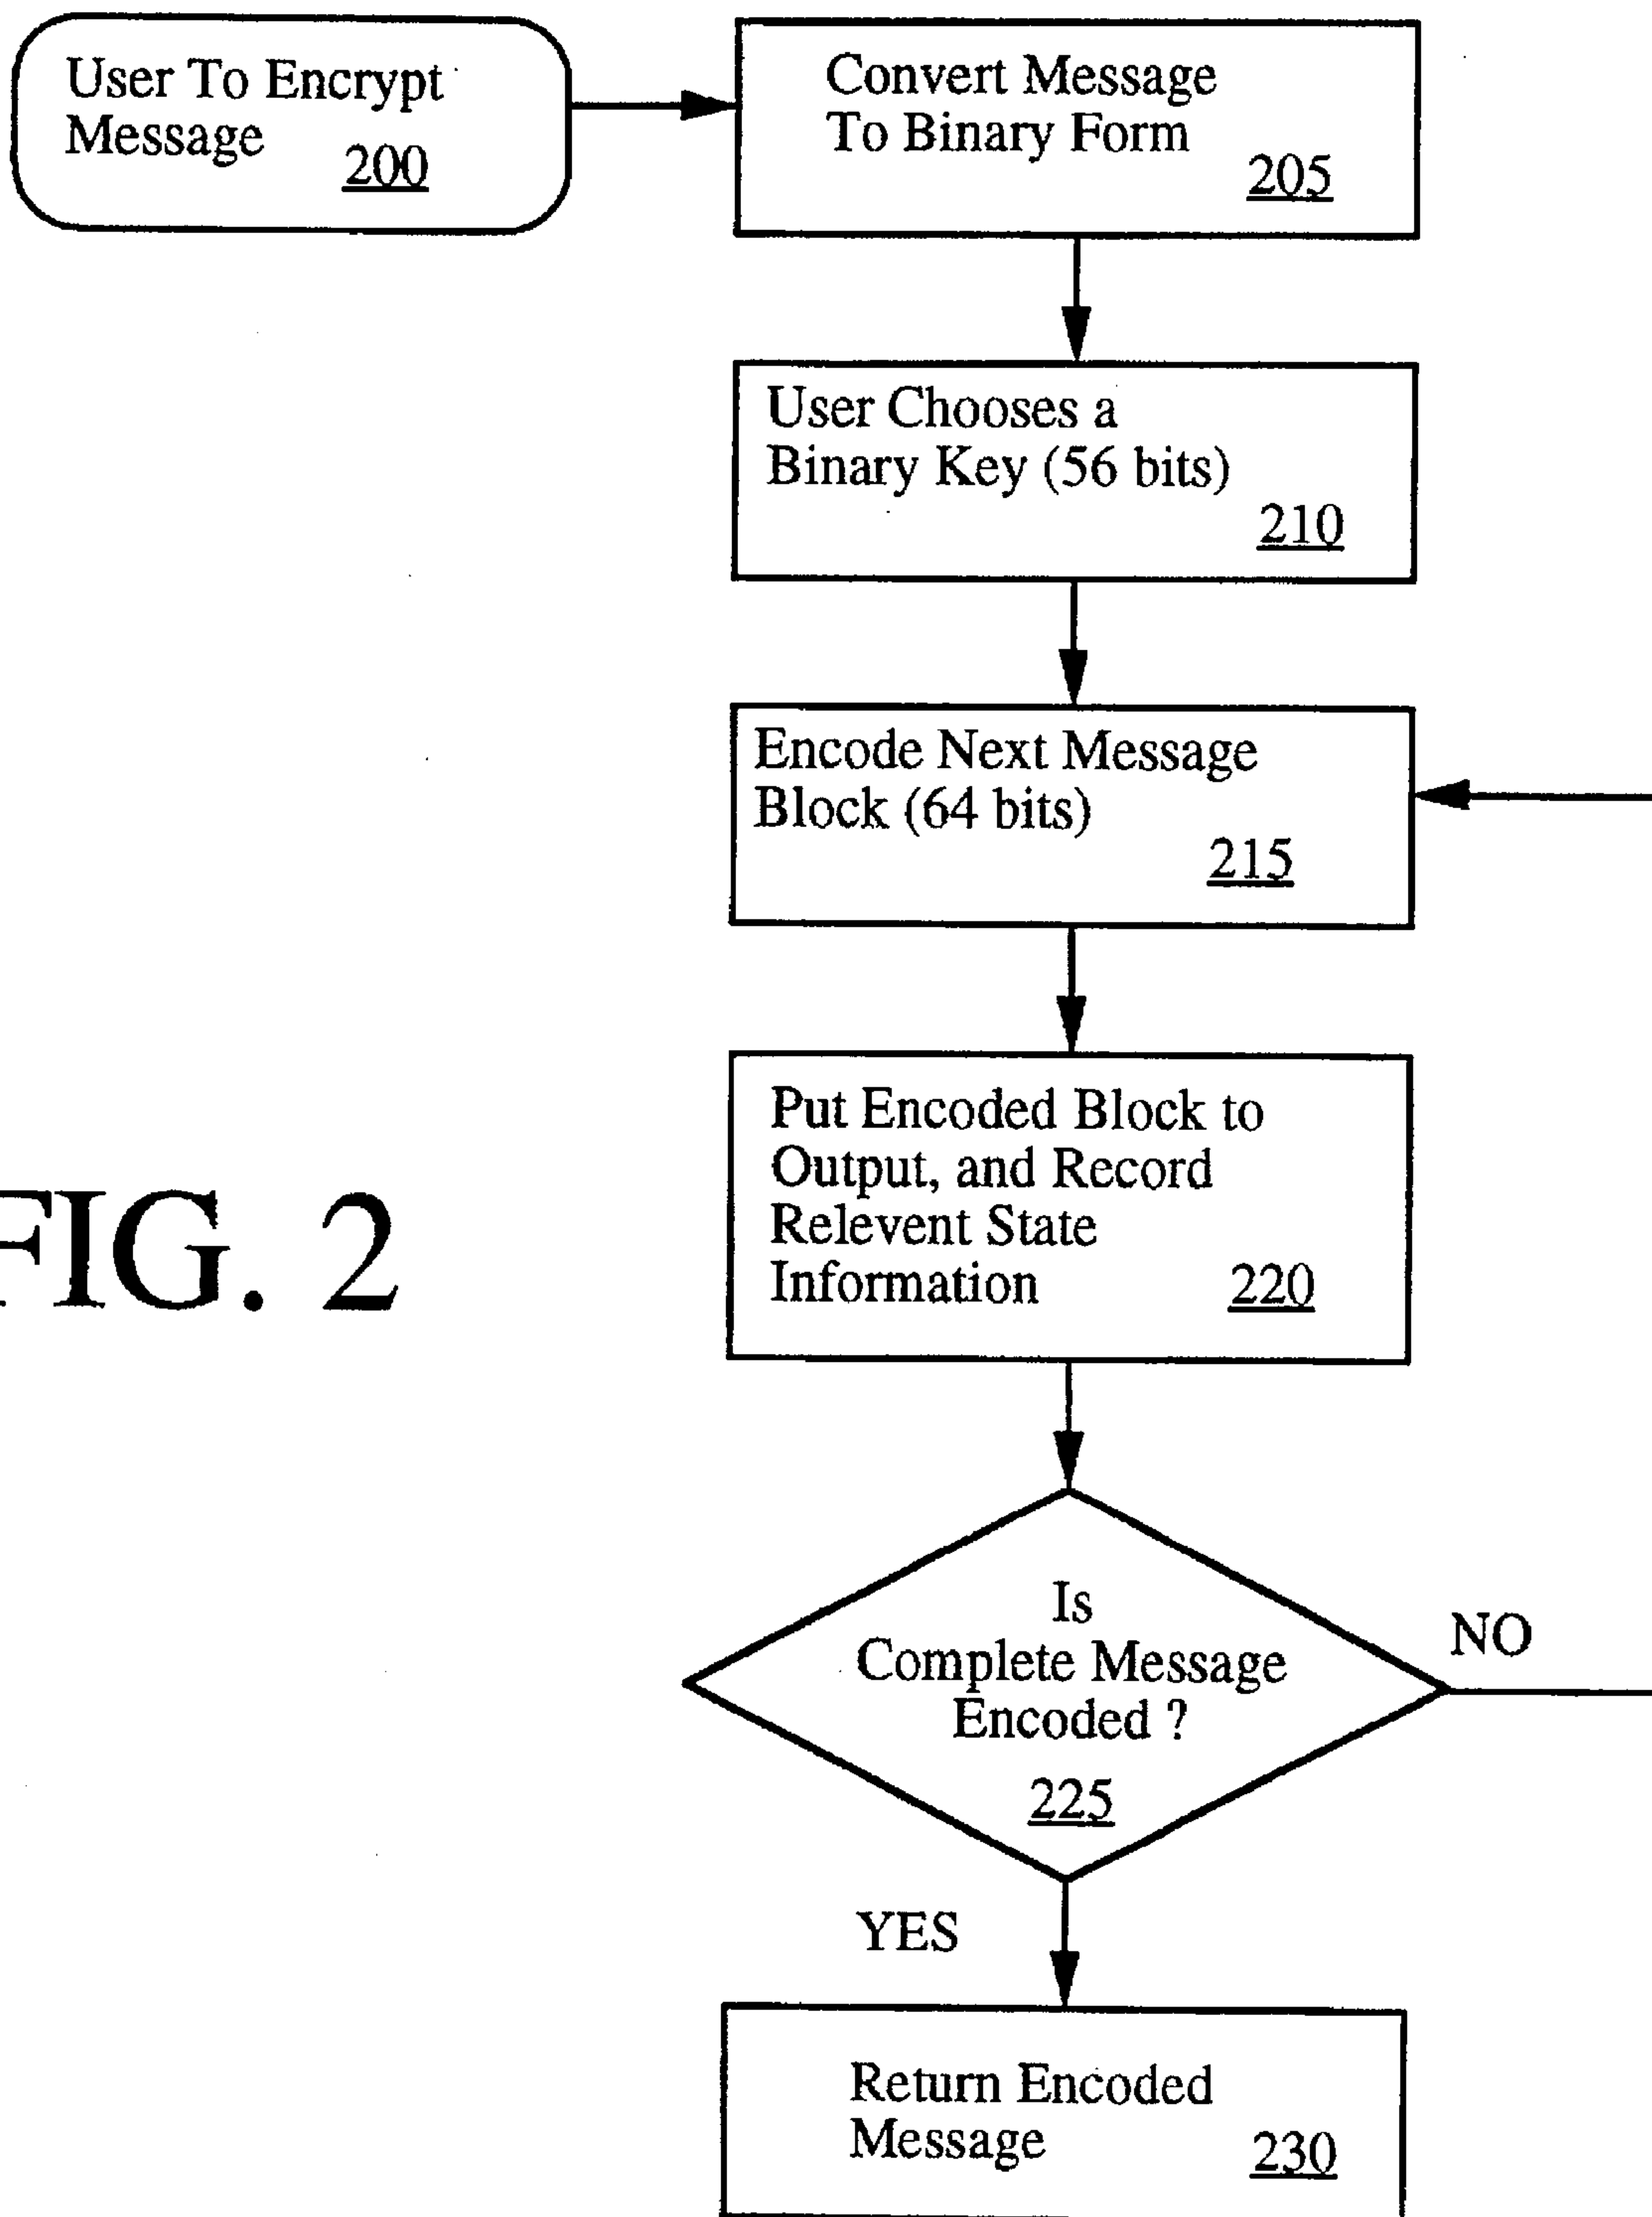 User To Encrypt
Message 200
Convert Message
To Binary Form
205
User Chooses a
Binary Key (56 bits)
210
Encode Next Message
Block (64 bits)
215
Put Encoded Block to
Output, and Record
Relevent State
Information 220
FIG. 2
Is
Complete Message
Encoded ?
225
NO
YES
Return Encoded
Message 230